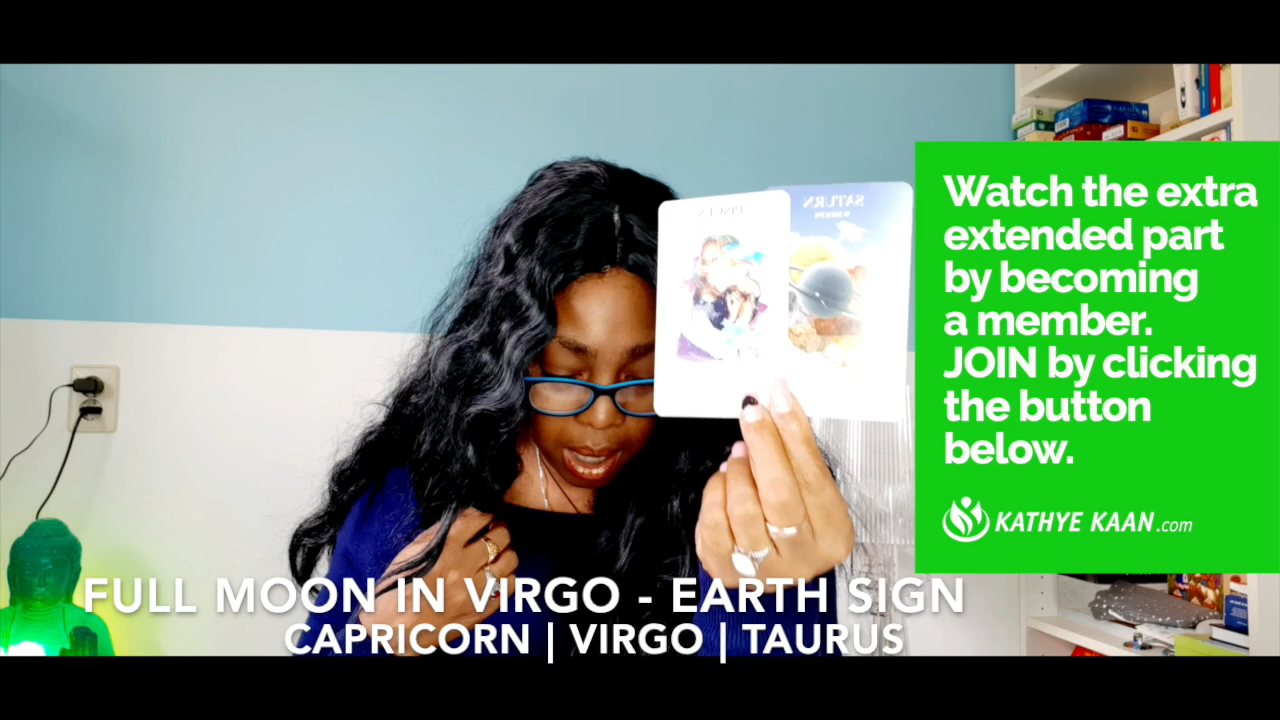 SATURN
Watch the extra
extended part
by becoming
a member.
JOIN by clicking
the button
below.
KATHYE KAAN.com
FULL MOON IN VIRGO - EARTH SIGN
CAPRICORN | VIRGO | TAURUS